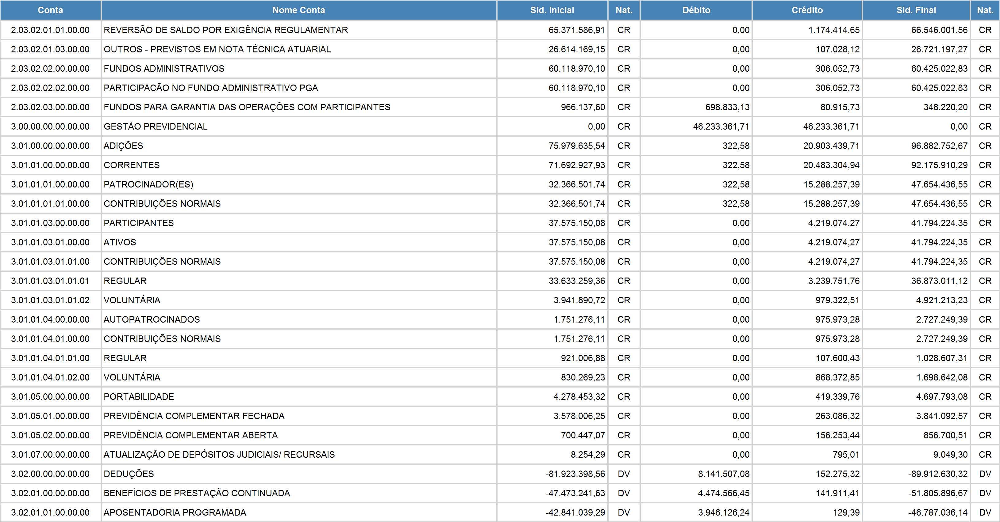 Conta Nome Conta Sld. Inicial Nat. Débito Crédito Sld. Final Nat.
2.03.02.01.01.00.00 REVERSÃO DE SALDO POR EXIGÊNCIA REGULAMENTAR 65.371.586,91 CR 0,00 1.174.414,65 66.546.001,56 CR
2.03.02.01.03.00.00 OUTROS - PREVISTOS EM NOTA TÉCNICA ATUARIAL 26.614.169,15 CR 0,00 107.028,12 26.721.197,27 CR
2.03.02.02.00.00.00 FUNDOS ADMINISTRATIVOS 60.118.970,10 CR 0,00 306.052,73 60.425.022,83 CR
2.03.02.02.02.00.00 PARTICIPACÃO NO FUNDO ADMINISTRATIVO PGA 60.118.970,10 CR 0,00 306.052,73 60.425.022,83 CR
2.03.02.03.00.00.00 FUNDOS PARA GARANTIA DAS OPERAÇÕES COM PARTICIPANTES 966.137,60 CR 698.833,13 80.915,73 348.220,20 CR
3.00.00.00.00.00.00 GESTÃO PREVIDENCIAL 0,00 CR 46.233.361,71 46.233.361,71 0,00 CR
3.01.00.00.00.00.00 ADIÇÕES 75.979.635,54 CR 322,58 20.903.439,71 96.882.752,67 CR
3.01.01.00.00.00.00 CORRENTES 71.692.927,93 CR 322,58 20.483.304,94 92.175.910,29 CR
3.01.01.01.00.00.00 PATROCINADOR(ES) 32.366.501,74 CR 322,58 15.288.257,39 47.654.436,55 CR
3.01.01.01.01.00.00 CONTRIBUIÇÕES NORMAIS 32.366.501,74 CR 322,58 15.288.257,39 47.654.436,55 CR
3.01.01.03.00.00.00 PARTICIPANTES 37.575.150,08 CR 0,00 4.219.074,27 41.794.224,35 CR
3.01.01.03.01.00.00 ATIVOS 37.575.150,08 CR 0,00 4.219.074,27 41.794.224,35 CR
3.01.01.03.01.01.00 CONTRIBUIÇÕES NORMAIS 37.575.150,08 CR 0,00 4.219.074,27 41.794.224,35 CR
3.01.01.03.01.01.01 REGULAR 33.633.259,36 CR 0,00 3.239.751,76 36.873.011,12 CR
3.01.01.03.01.01.02 VOLUNTÁRIA 3.941.890,72 CR 0,00 979.322,51 4.921.213,23 CR
3.01.01.04.00.00.00 AUTOPATROCINADOS 1.751.276,11 CR 0,00 975.973,28 2.727.249,39 CR
3.01.01.04.01.00.00 CONTRIBUIÇÕES NORMAIS 1.751.276,11 CR 0,00 975.973,28 2.727.249,39 CR
3.01.01.04.01.01.00 REGULAR 921.006,88 CR 0,00 107.600,43 1.028.607,31 CR
3.01.01.04.01.02.00 VOLUNTÁRIA 830.269,23 CR 0,00 868.372,85 1.698.642,08 CR
3.01.05.00.00.00.00 PORTABILIDADE 4.278.453,32 CR 0,00 419.339,76 4.697.793,08 CR
3.01.05.01.00.00.00 PREVIDÊNCIA COMPLEMENTAR FECHADA 3.578.006,25 CR 0,00 263.086,32 3.841.092,57 CR
3.01.05.02.00.00.00 PREVIDÊNCIA COMPLEMENTAR ABERTA 700.447,07 CR 0,00 156.253,44 856.700,51 CR
3.01.07.00.00.00.00 ATUALIZAÇÃO DE DEPÓSITOS JUDICIAIS/ RECURSAIS 8.254,29 CR 0,00 795,01 9.049,30 CR
3.02.00.00.00.00.00 DEDUÇÕES -81.923.398,56 DV 8.141.507,08 152.275,32 -89.912.630,32 DV
3.02.01.00.00.00.00 BENEFÍCIOS DE PRESTAÇÃO CONTINUADA -47.473.241,63 DV 4.474.566,45 141.911,41 -51.805.896,67 DV
3.02.01.01.00.00.00 APOSENTADORIA PROGRAMADA -42.841.039,29 DV 3.946.126,24 129,39 -46.787.036,14 DV